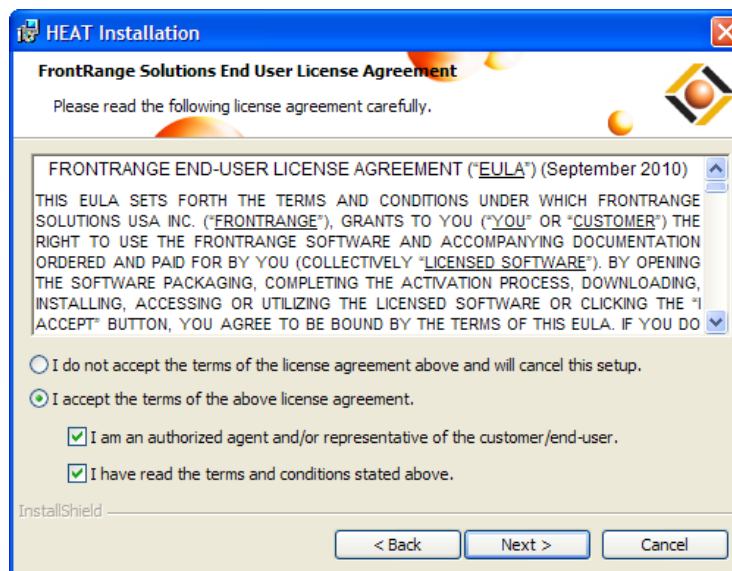 HEAT Installation
FrontRange Solutions End User License Agreement
Please read the following license agreement carefully.
FRONTRANGE END-USER LICENSE AGREEMENT (“EULA”) (September 2010)
THIS EULA SETS FORTH THE TERMS AND CONDITIONS UNDER WHICH FRONTRANGE
SOLUTIONS USA INC. (“FRONTRANGE”), GRANTS TO YOU (“YOU” OR “CUSTOMER”) THE
RIGHT TO USE THE FRONTRANGE SOFTWARE AND ACCOMPANYING DOCUMENTATION
ORDERED AND PAID FOR BY YOU (COLLECTIVELY “LICENSED SOFTWARE”). BY OPENING
THE SOFTWARE PACKAGING, COMPLETING THE ACTIVATION PROCESS, DOWNLOADING,
INSTALLING, ACCESSING OR UTILIZING THE LICENSED SOFTWARE OR CLICKING THE “I
ACCEPT” BUTTON, YOU AGREE TO BE BOUND BY THE TERMS OF THIS EULA. IF YOU DO
I do not accept the terms of the license agreement above and will cancel this setup.
I accept the terms of the above license agreement.
I am an authorized agent and/or representative of the customer/end-user.
I have read the terms and conditions stated above.
InstallShield
< Back Next > Cancel